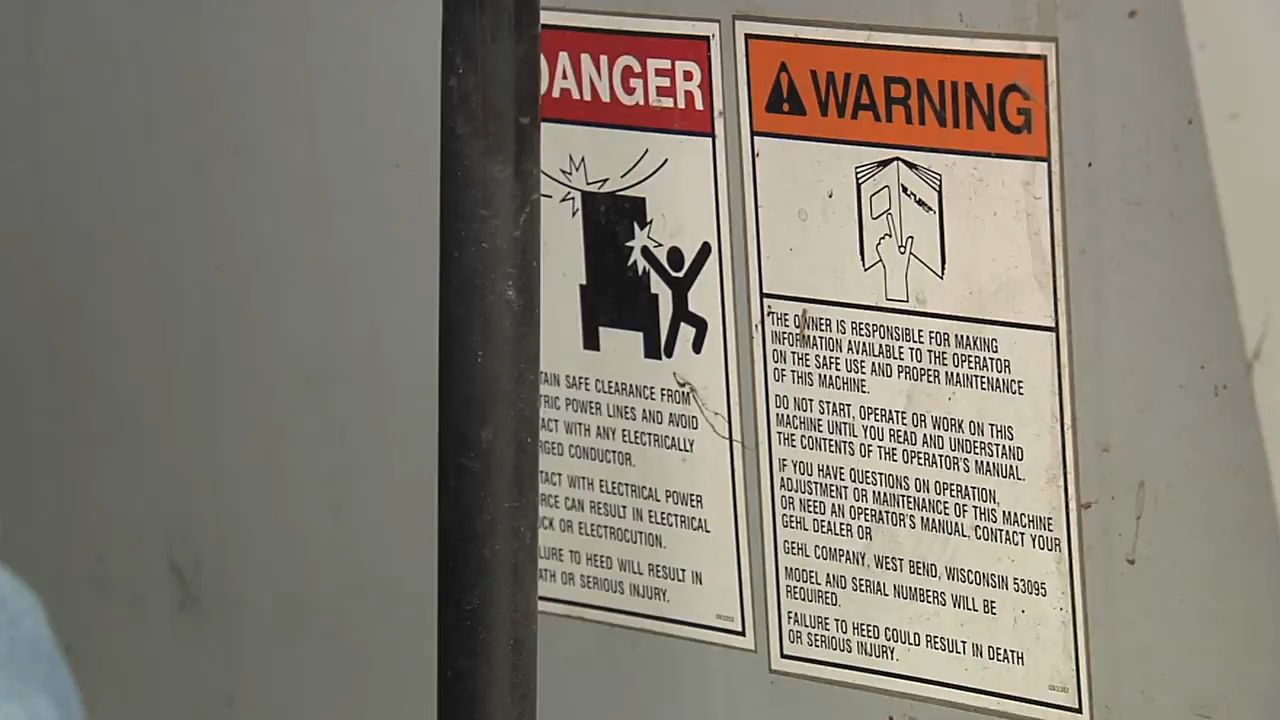 DANGER
TAIN SAFE CLEARANCE FROM
TRIC POWER LINES AND AVOID
ACT WITH ANY ELECTRICALLY
RGED CONDUCTOR.
TACT WITH ELECTRICAL POWER
RCE CAN RESULT IN ELECTRICAL
OCK OR ELECTROCUTION.
LURE TO HEED WILL RESULT IN
ATH OR SERIOUS INJURY.
WARNING
THE OWNER IS RESPONSIBLE FOR MAKING
INFORMATION AVAILABLE TO THE OPERATOR
ON THE SAFE USE AND PROPER MAINTENANCE
OF THIS MACHINE.
DO NOT START, OPERATE OR WORK ON THIS
MACHINE UNTIL YOU READ AND UNDERSTAND
THE CONTENTS OF THE OPERATOR'S MANUAL.
IF YOU HAVE QUESTIONS ON OPERATION,
ADJUSTMENT OR MAINTENANCE OF THIS MACHINE
OR NEED AN OPERATOR'S MANUAL, CONTACT YOUR
GEHL DEALER OR
GEHL COMPANY, WEST BEND, WISCONSIN 53095
MODEL AND SERIAL NUMBERS WILL BE
REQUIRED.
FAILURE TO HEED COULD RESULT IN DEATH
OR SERIOUS INJURY.